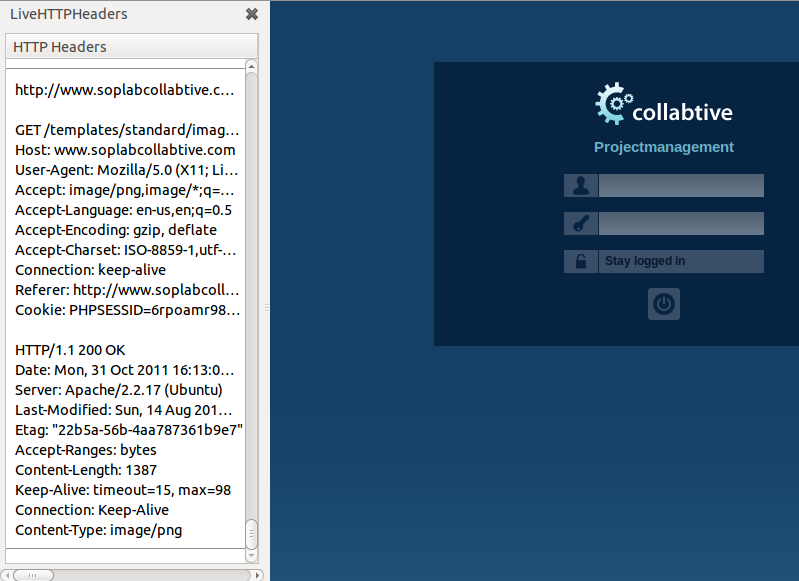 LiveHTTPHeaders
HTTP Headers
http://www.soplabcollabtive.c...
GET /templates/standard/imag...
Host: www.soplabcollabtive.com
User-Agent: Mozilla/5.0 (X11; Li...
Accept: image/png,image/*;q=...
Accept-Language: en-us,en;q=0.5
Accept-Encoding: gzip, deflate
Accept-Charset: ISO-8859-1,utf-...
Connection: keep-alive
Referer: http://www.soplabcoll...
Cookie: PHPSESSID=6rpoamr98...
HTTP/1.1 200 OK
Date: Mon, 31 Oct 2011 16:13:0...
Server: Apache/2.2.17 (Ubuntu)
Last-Modified: Sun, 14 Aug 201...
Etag: "22b5a-56b-4aa787361b9e7"
Accept-Ranges: bytes
Content-Length: 1387
Keep-Alive: timeout=15, max=98
Connection: Keep-Alive
Content-Type: image/png
collabtive
Projectmanagement
Stay logged in